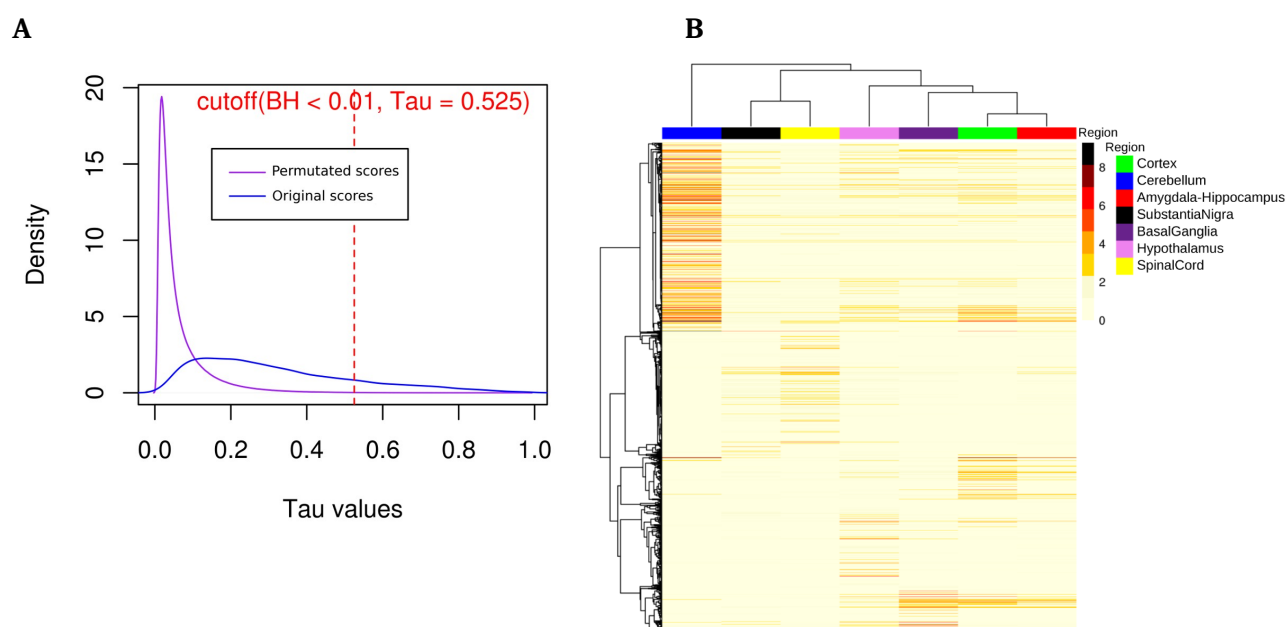 A
B
20
15
10
5
0
Density
cutoff(BH < 0.01, Tau = 0.525)
Permutated scores
Original scores
0.0 0.2 0.4 0.6 0.8 1.0
Tau values
Region
8
6
4
2
0
Region
Cortex
Cerebellum
Amygdala-Hippocampus
SubstantiaNigra
BasalGanglia
Hypothalamus
SpinalCord